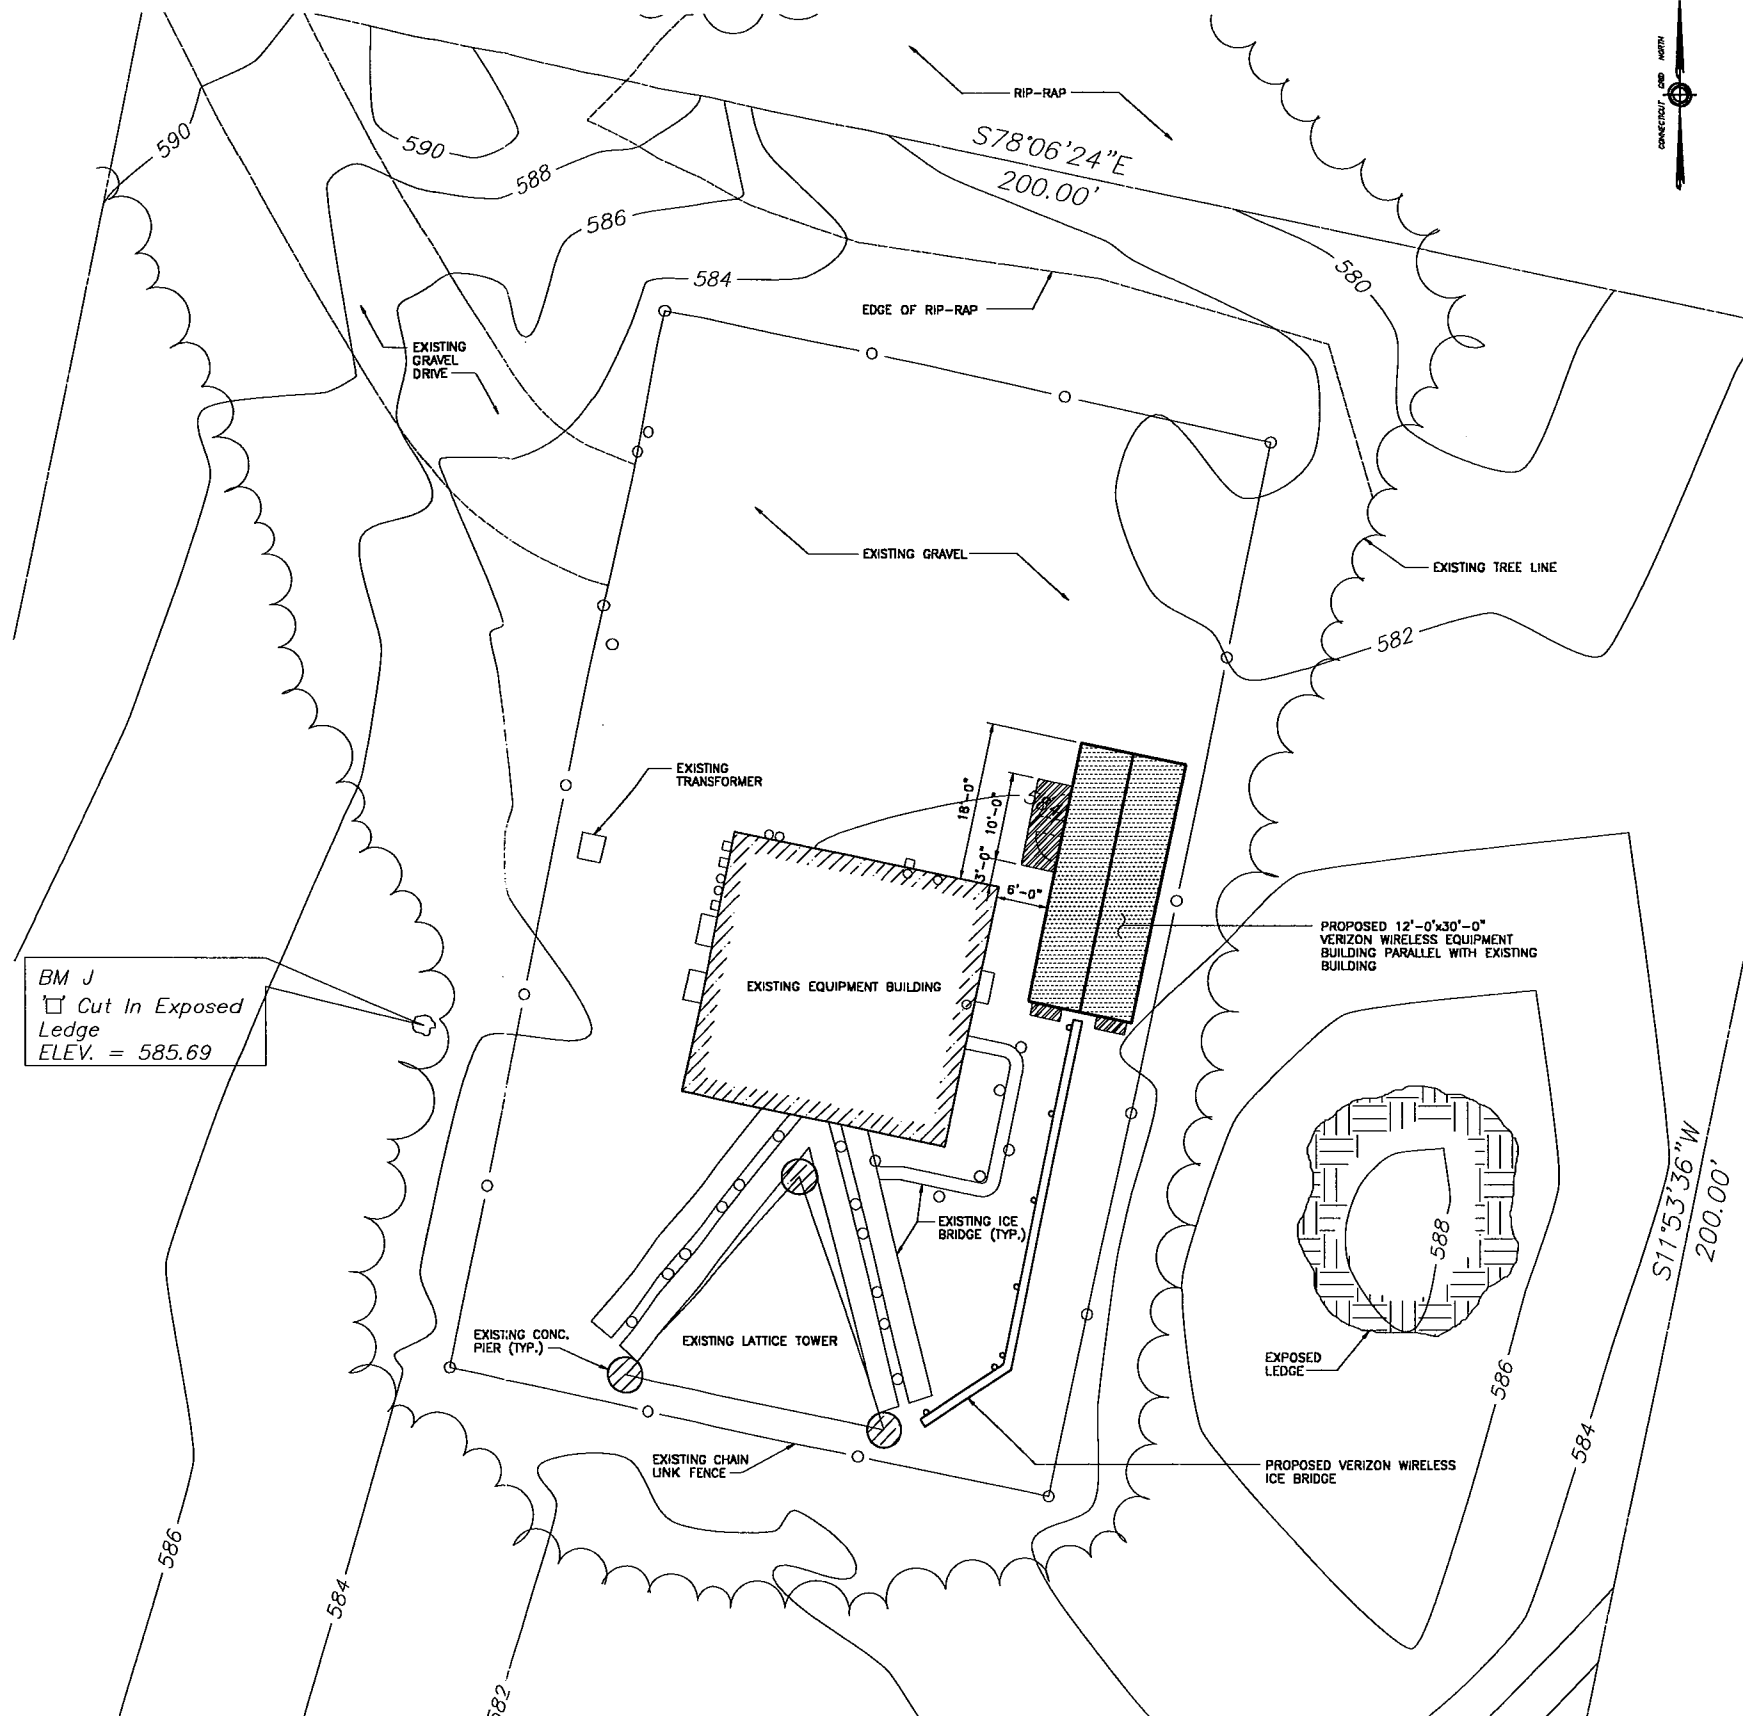 CONNECTICUT GRID NORTH
RIP-RAP
S78°06'24"E
200.00'
590
590
588
586
584
580
EDGE OF RIP-RAP
EXISTING
GRAVEL
DRIVE
EXISTING GRAVEL
EXISTING TREE LINE
582
EXISTING
TRANSFORMER
18'-0"
10'-0"
584
3'-0"
6'-0"
PROPOSED 12'-0"x30'-0"
VERIZON WIRELESS EQUIPMENT
BUILDING PARALLEL WITH EXISTING
BUILDING
EXISTING EQUIPMENT BUILDING
BM J
'□' Cut In Exposed
Ledge
ELEV. = 585.69
S11°53'36"W
200.00'
EXISTING ICE
BRIDGE (TYP.)
588
EXISTING CONC.
PIER (TYP.)
EXISTING LATTICE TOWER
EXPOSED
LEDGE
586
584
EXISTING CHAIN
LINK FENCE
PROPOSED VERIZON WIRELESS
ICE BRIDGE
586
584
582